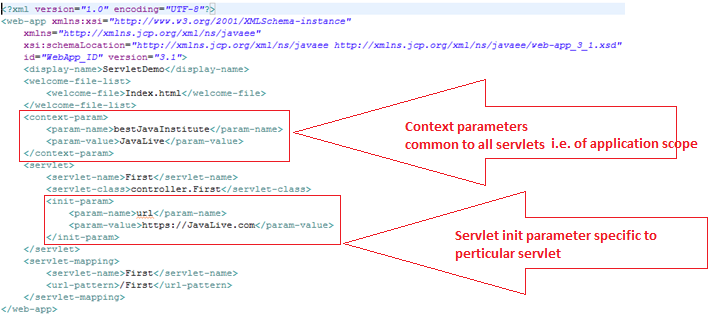 <?xml version="1.0" encoding="UTF-8"?>
<web-app xmlns:xsi="http://www.w3.org/2001/XMLSchema-instance"
xmlns="http://xmlns.jcp.org/xml/ns/javaee"
xsi:schemaLocation="http://xmlns.jcp.org/xml/ns/javaee http://xmlns.jcp.org/xml/ns/javaee/web-app_3_1.xsd"
id="WebApp_ID" version="3.1">
<display-name>ServletDemo</display-name>
<welcome-file-list>
<welcome-file>Index.html</welcome-file>
</welcome-file-list>
<context-param>
<param-name>bestJavaInstitute</param-name>
<param-value>JavaLive</param-value>
</context-param>
<servlet>
<servlet-name>First</servlet-name>
<servlet-class>controller.First</servlet-class>
<init-param>
<param-name>url</param-name>
<param-value>https://JavaLive.com</param-value>
</init-param>
</servlet>
<servlet-mapping>
<servlet-name>First</servlet-name>
<url-pattern>/First</url-pattern>
</servlet-mapping>
</web-app>
Context parameters
common to all servlets i.e. of application scope
Servlet init parameter specific to
perticular servlet